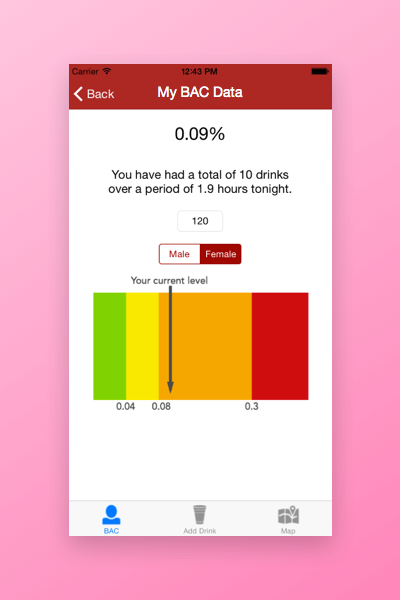 Carrier 12:43 PM
Back My BAC Data
0.09%
You have had a total of 10 drinks
over a period of 1.9 hours tonight.
120
Male Female
Your current level
0.04 0.08 0.3
BAC Add Drink Map